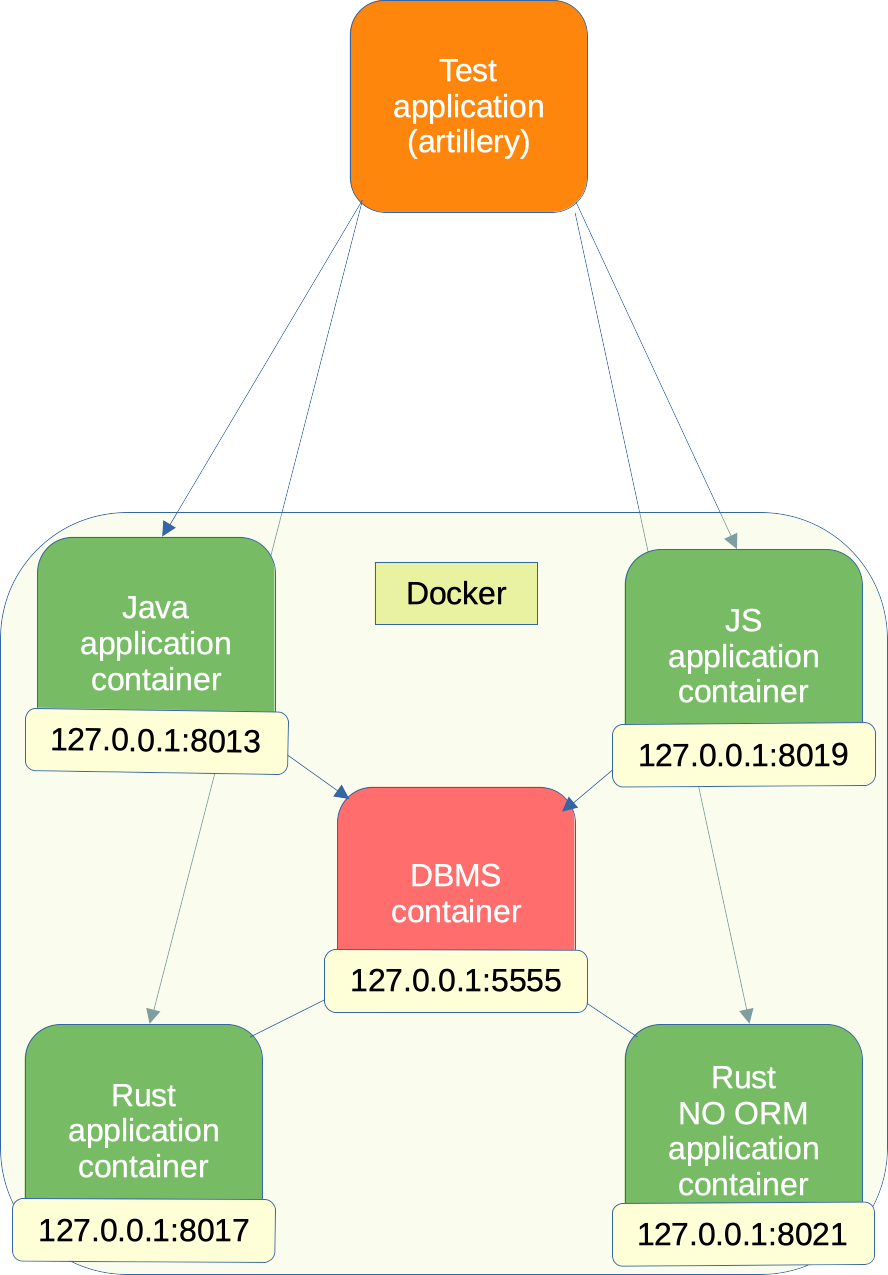 Test
application
(artillery)
Docker
Java
application
container
127.0.0.1:8013
JS
application
container
127.0.0.1:8019
DBMS
container
127.0.0.1:5555
Rust
application
container
127.0.0.1:8017
Rust
NO ORM
application
container
127.0.0.1:8021